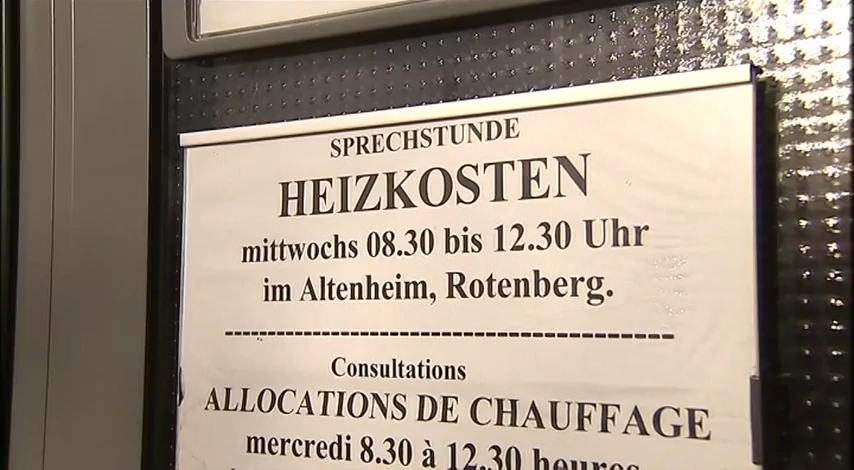 SPRECHSTUNDE
HEIZKOSTEN
mittwochs 08.30 bis 12.30 Uhr
im Altenheim, Rotenberg.
----------------------------------------
Consultations
ALLOCATIONS DE CHAUFFAGE
mercredi 8.30 à 12.30 heures